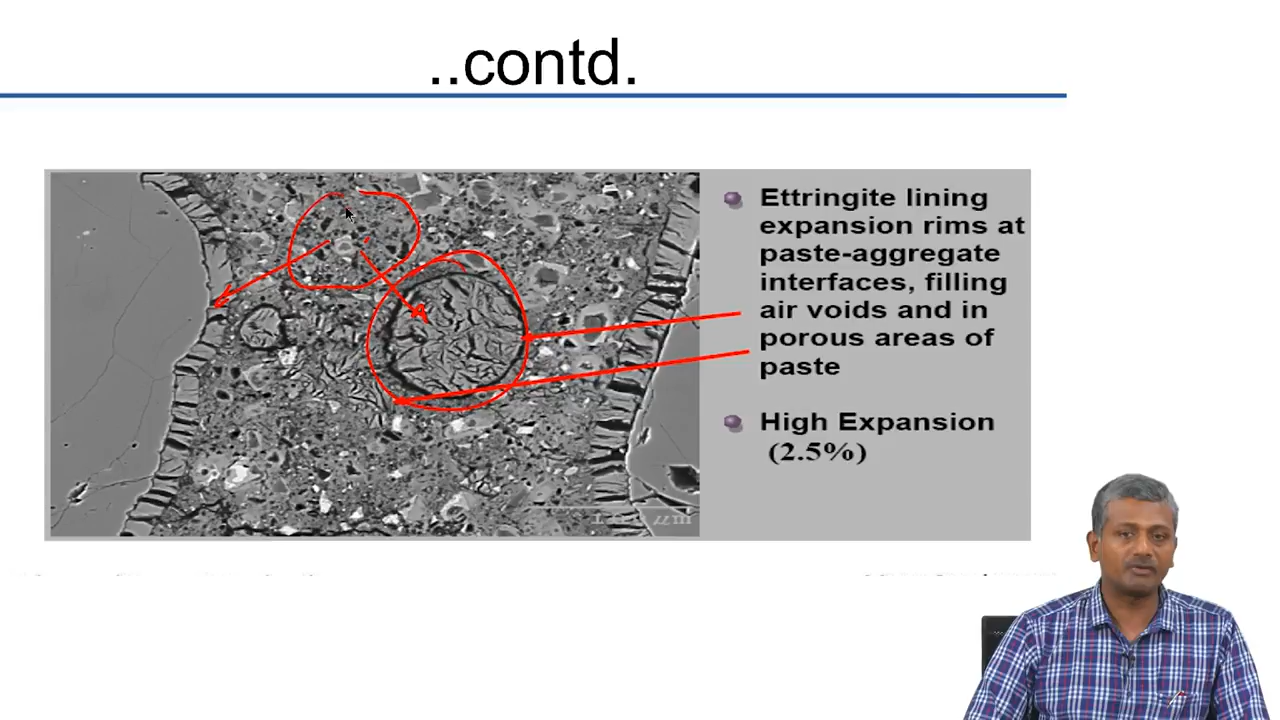 ..contd.
Ettringite lining
expansion rims at
paste-aggregate
interfaces, filling
air voids and in
porous areas of
paste
High Expansion
(2.5%)